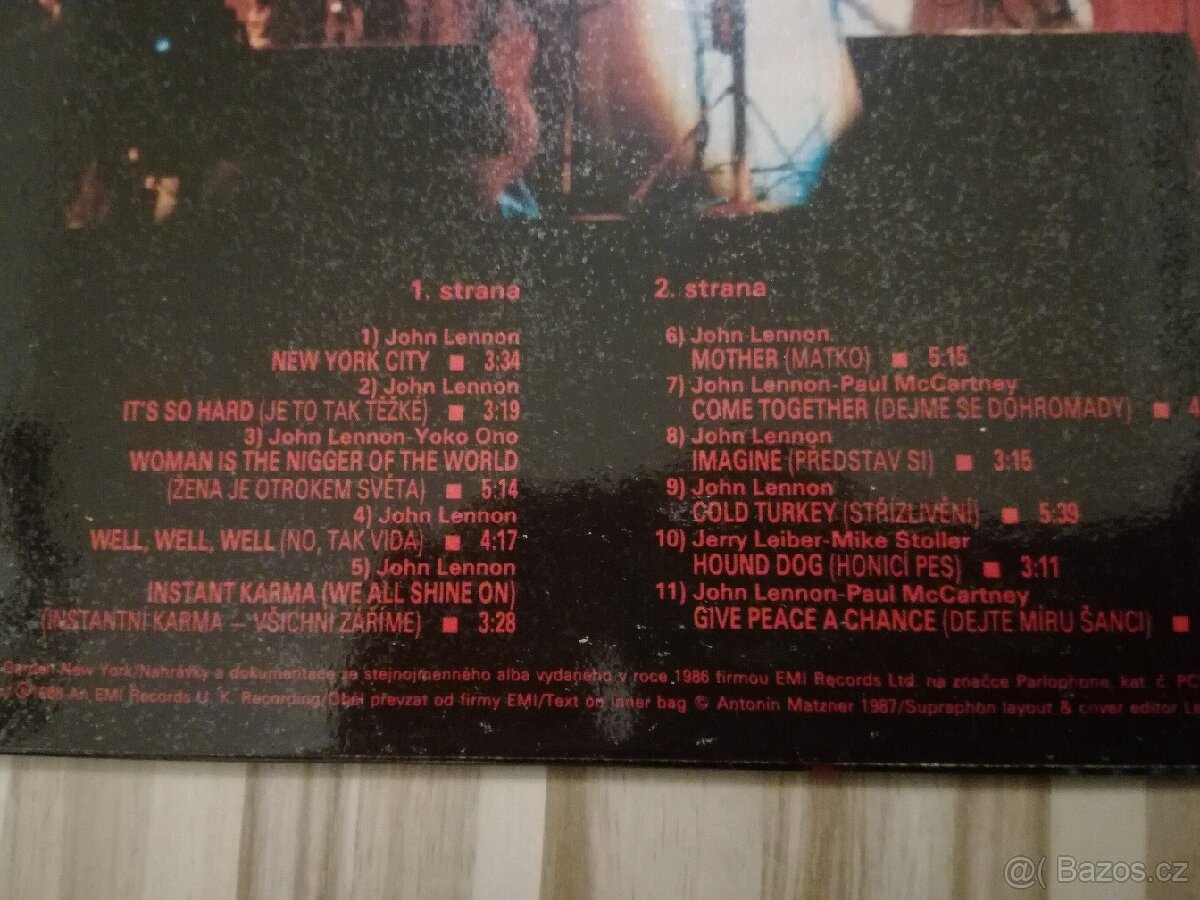 1. strana
1) John Lennon
NEW YORK CITY ■ 3:34
2) John Lennon
IT'S SO HARD (JE TO TAK TĚŽKÉ) ■ 3:19
3) John Lennon-Yoko Ono
WOMAN IS THE NIGGER OF THE WORLD
(ŽENA JE OTROKEM SVĚTA) ■ 5:14
4) John Lennon
WELL, WELL, WELL (NO, TAK VIDA) ■ 4:17
5) John Lennon
INSTANT KARMA (WE ALL SHINE ON)
(INSTANTNÍ KARMA – VŠICHNI ZÁŘÍME) ■ 3:28
2. strana
6) John Lennon
MOTHER (MATKO) ■ 5:15
7) John Lennon-Paul McCartney
COME TOGETHER (DEJME SE DOHROMADY) ■
8) John Lennon
IMAGINE (PŘEDSTAV SI) ■ 3:15
9) John Lennon
COLD TURKEY (STŘÍZLIVĚNÍ) ■ 5:39
10) Jerry Leiber-Mike Stoller
HOUND DOG (HONICÍ PES) ■ 3:11
11) John Lennon-Paul McCartney
GIVE PEACE A CHANCE (DEJTE MÍRU ŠANCI) ■
Garden New York/Nahrávky a dokumentace ze stejnojmenného alba vydaného v roce 1986 firmou EMI Records Ltd. na značce Parlophone, kat. č. PC
An EMI Records U. K. Recording/Obal převzat od firmy EMI/Text on inner bag © Antonín Matzner 1987/Supraphon layout & cover editor
@( Bazos.cz